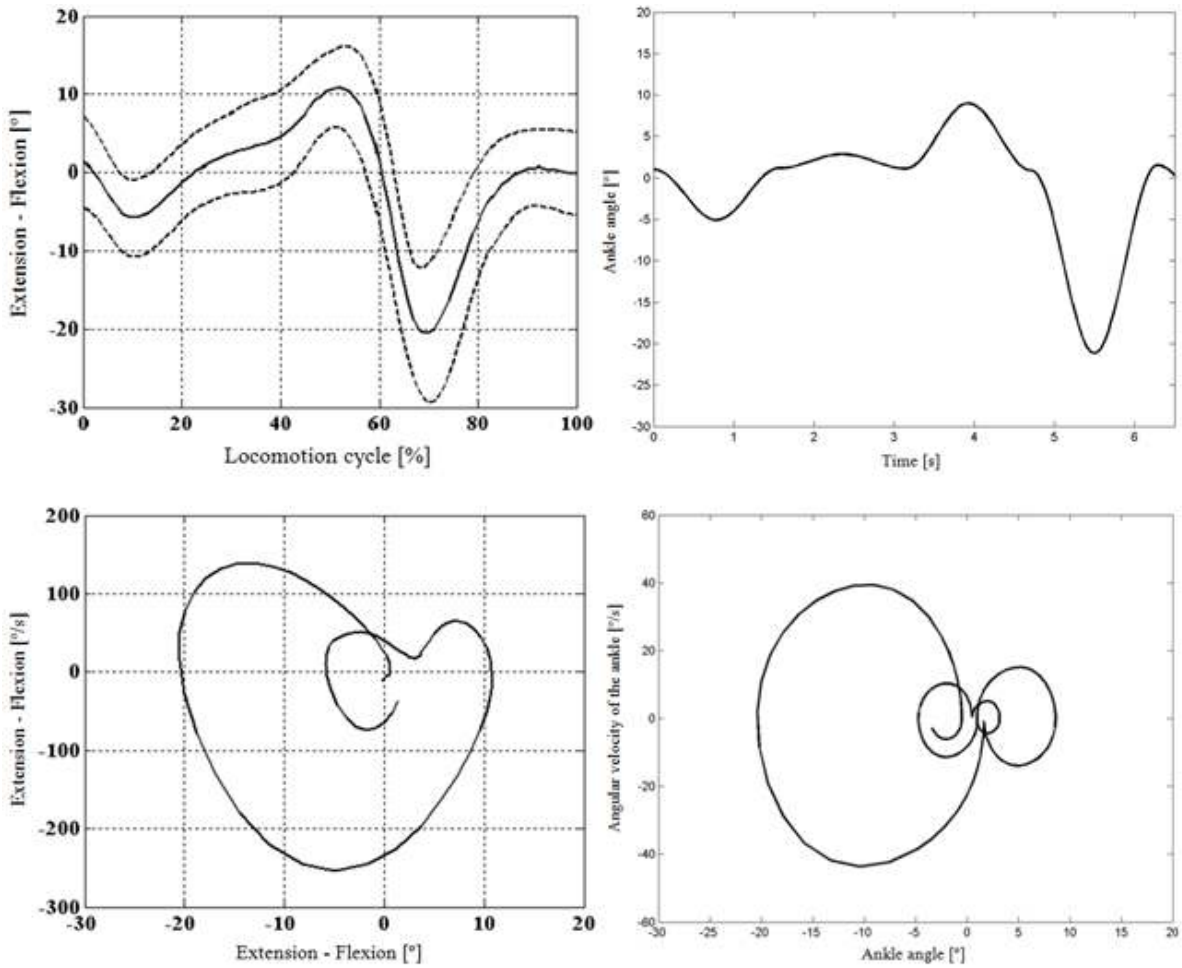 20
10
0
-10
-20
-30
0 20 40 60 80 100
Extension - Flexion [°]
Locomotion cycle [%]
20
15
10
5
0
-5
-10
-15
-20
-25
-30
0 1 2 3 4 5 6
Ankle angle [°]
Time [s]
200
100
0
-100
-200
-300
-30 -20 -10 0 10 20
Extension - Flexion [°/s]
Extension - Flexion [°]
60
40
20
0
-20
-40
-60
-30 -25 -20 -15 -10 -5 0 5 10 15 20
Angular velocity of the ankle [°/s]
Ankle angle [°]